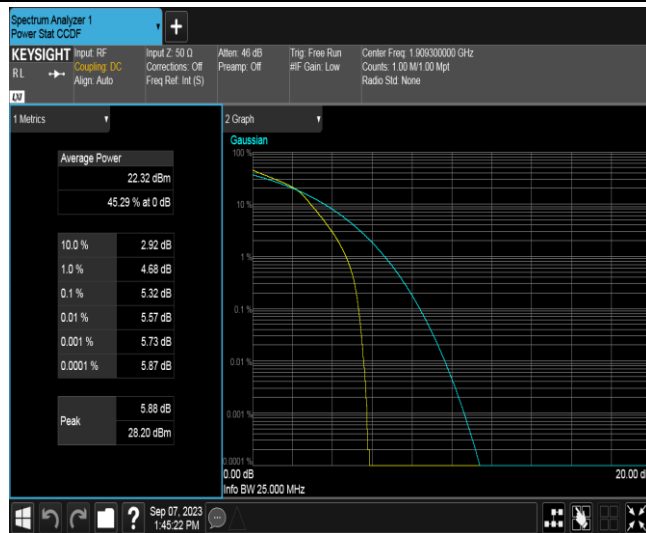 Spectrum Analyzer 1
Power Stat CCDF
KEYSIGHT
RL
LXI
Input: RF
Coupling: DC
Align: Auto
Input Z: 50 Ω
Corrections: Off
Freq Ref: Int (S)
Atten: 46 dB
Preamp: Off
Trig: Free Run
#IF Gain: Low
Center Freq: 1.909300000 GHz
Counts: 1.00 M/1.00 Mpt
Radio Std: None
1 Metrics
Average Power
22.32 dBm
45.29 % at 0 dB
10.0 % 2.92 dB
1.0 % 4.68 dB
0.1 % 5.32 dB
0.01 % 5.57 dB
0.001 % 5.73 dB
0.0001 % 5.87 dB
Peak
5.88 dB
28.20 dBm
2 Graph
Gaussian
100 %
10 %
1 %
0.1 %
0.01 %
0.001 %
0.0001 %
0.00 dB
20.00 d
Info BW 25.000 MHz
?
Sep 07, 2023
1:45:22 PM